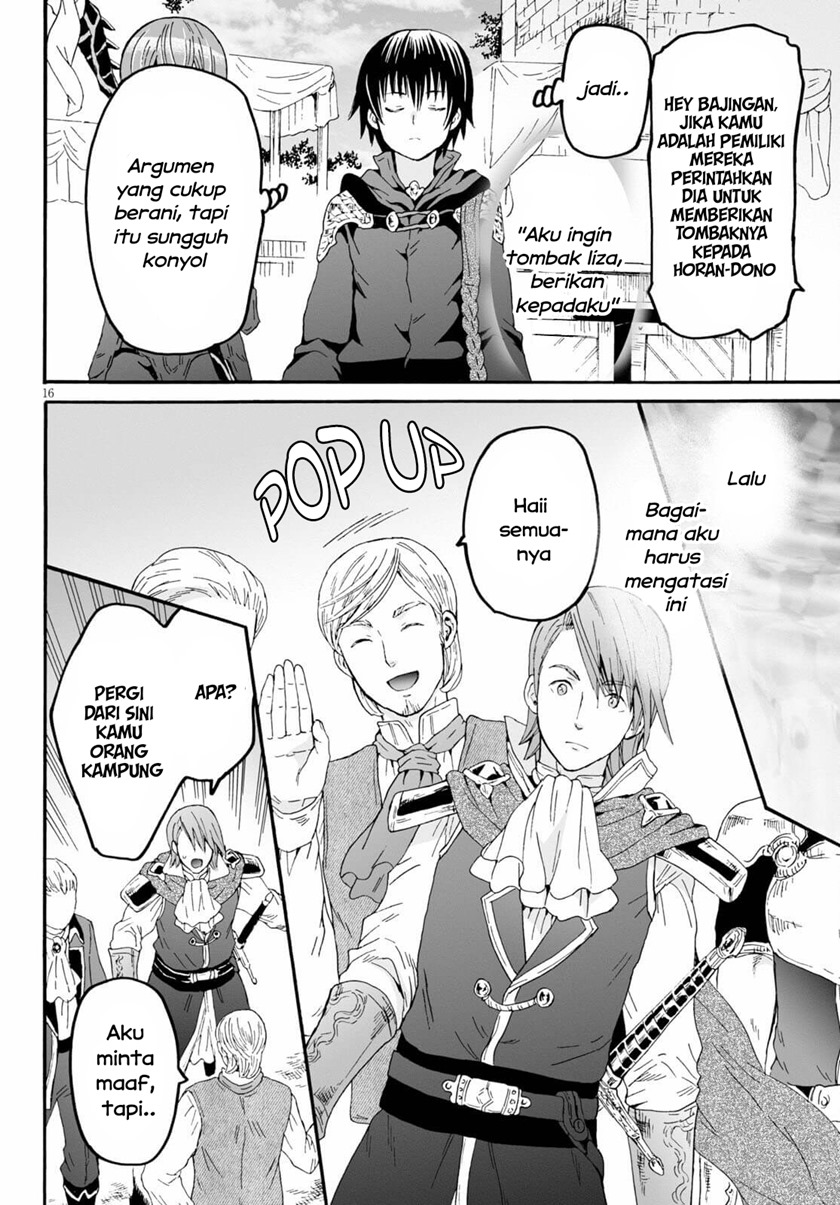 HEY BAJINGAN,
JIKA KAMU
ADALAH PEMILIKI
MEREKA
PERINTAHKAN
DIA UNTUK
MEMBERIKAN
TOMBAKNYA
KEPADA
HORAN-DONO
jadi..
"Aku ingin
tombak liza,
berikan
kepadaku"
Argumen
yang cukup
berani, tapi
itu sungguh
konyol
16
Lalu
Bagai-
mana aku
harus
mengatasi
ini
Haii
semua-
nya
POP UP
APA?
PERGI
DARI SINI
KAMU
ORANG
KAMPUNG
Aku
minta
maaf,
tapi..